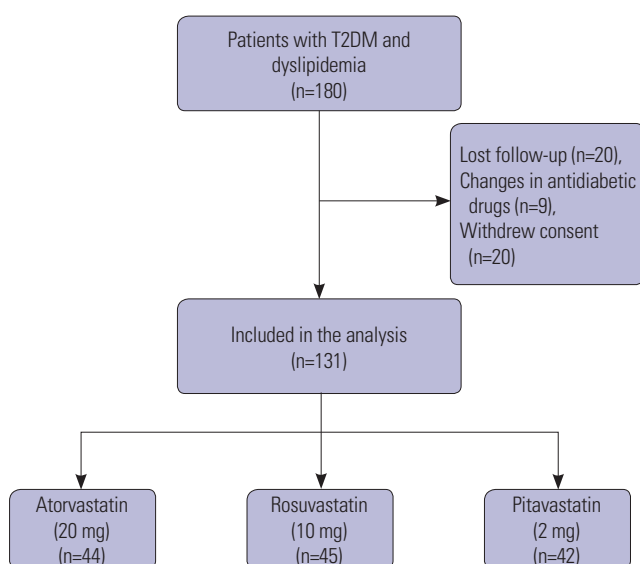 Patients with T2DM and
dyslipidemia
(n=180)
Lost follow-up (n=20),
Changes in antidiabetic
drugs (n=9),
Withdrew consent
(n=20)
Included in the analysis
(n=131)
Atorvastatin
(20 mg)
(n=44)
Rosuvastatin
(10 mg)
(n=45)
Pitavastatin
(2 mg)
(n=42)